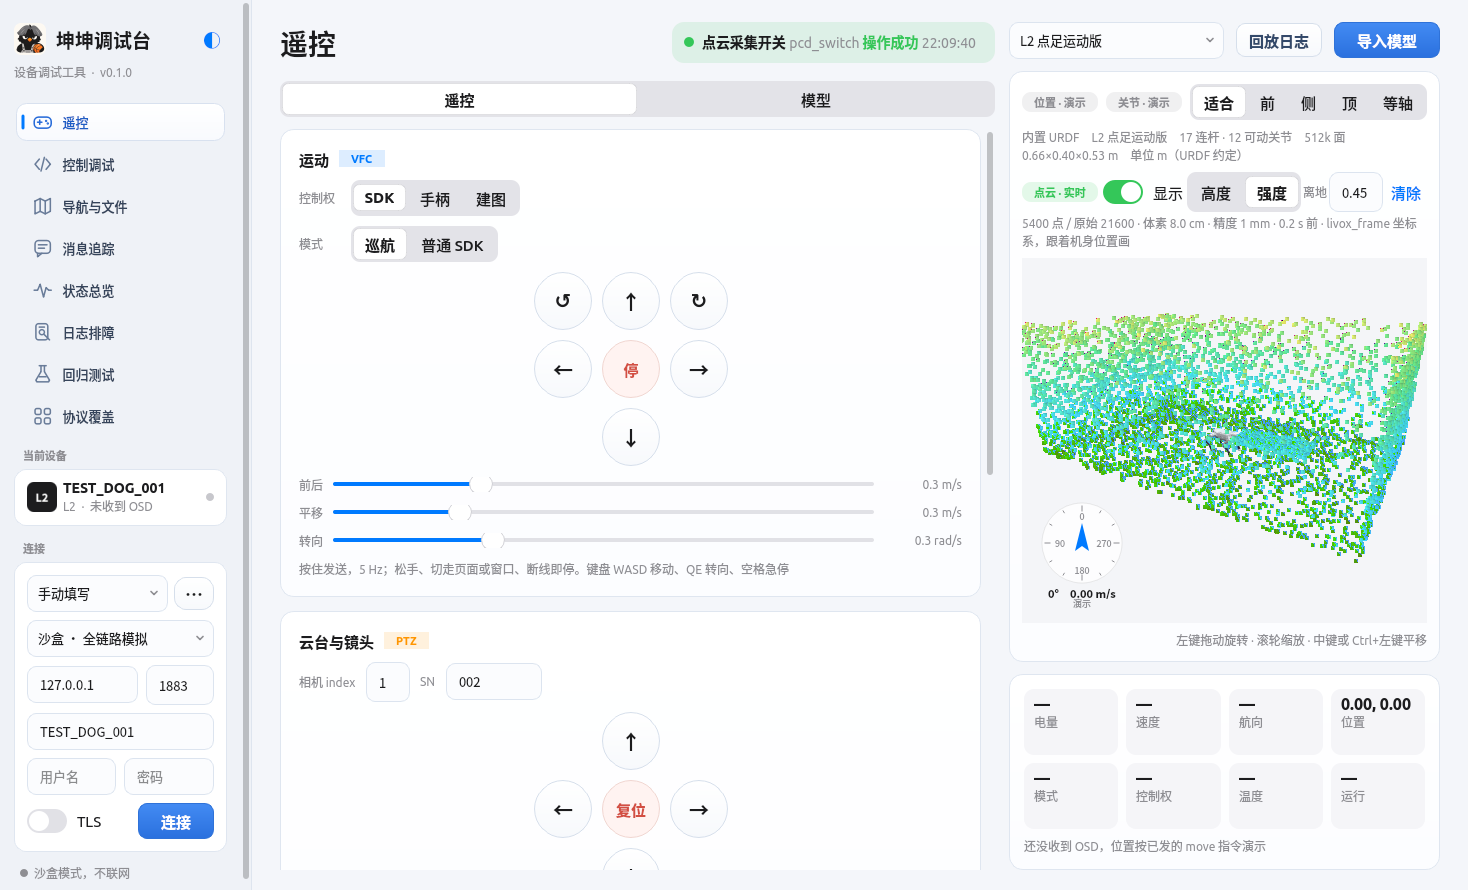 坤坤调试台
设备调试工具 · v0.1.0
遥控
控制调试
导航与文件
消息追踪
状态总览
日志排障
回归测试
协议覆盖
当前设备
L2
TEST_DOG_001
L2 · 未收到 OSD
连接
手动填写
···
沙盒 · 全链路模拟
127.0.0.1
1883
TEST_DOG_001
用户名
密码
TLS
连接
沙盒模式，不联网
遥控
点云采集开关 pcd_switch 操作成功 22:09:40
遥控
模型
运动 VFC
控制权 SDK 手柄 建图
模式 巡航 普通 SDK
↺ ↑ ↻
← 停 →
↓
前后 0.3 m/s
平移 0.3 m/s
转向 0.3 rad/s
按住发送，5 Hz；松手、切走页面或窗口、断线即停。键盘 WASD 移动、QE 转向、空格急停
云台与镜头 PTZ
相机 index 1 SN 002
↑
← 复位 →
L2 点足运动版
回放日志
导入模型
位置 · 演示 关节 · 演示 适合 前 侧 顶 等轴
内置 URDF L2 点足运动版 17 连杆 · 12 可动关节 512k 面
0.66×0.40×0.53 m 单位 m（URDF 约定）
点云 · 实时 显示 高度 强度 离地 0.45 清除
5400 点 / 原始 21600 · 体素 8.0 cm · 精度 1 mm · 0.2 s 前 · livox_frame 坐标
系，跟着机身位置画
0
90 270
180
0° 0.00 m/s
演示
左键拖动旋转 · 滚轮缩放 · 中键或 Ctrl+左键平移
— — — 0.00, 0.00
电量 速度 航向 位置
— — — —
模式 控制权 温度 运行
还没收到 OSD，位置按已发的 move 指令演示